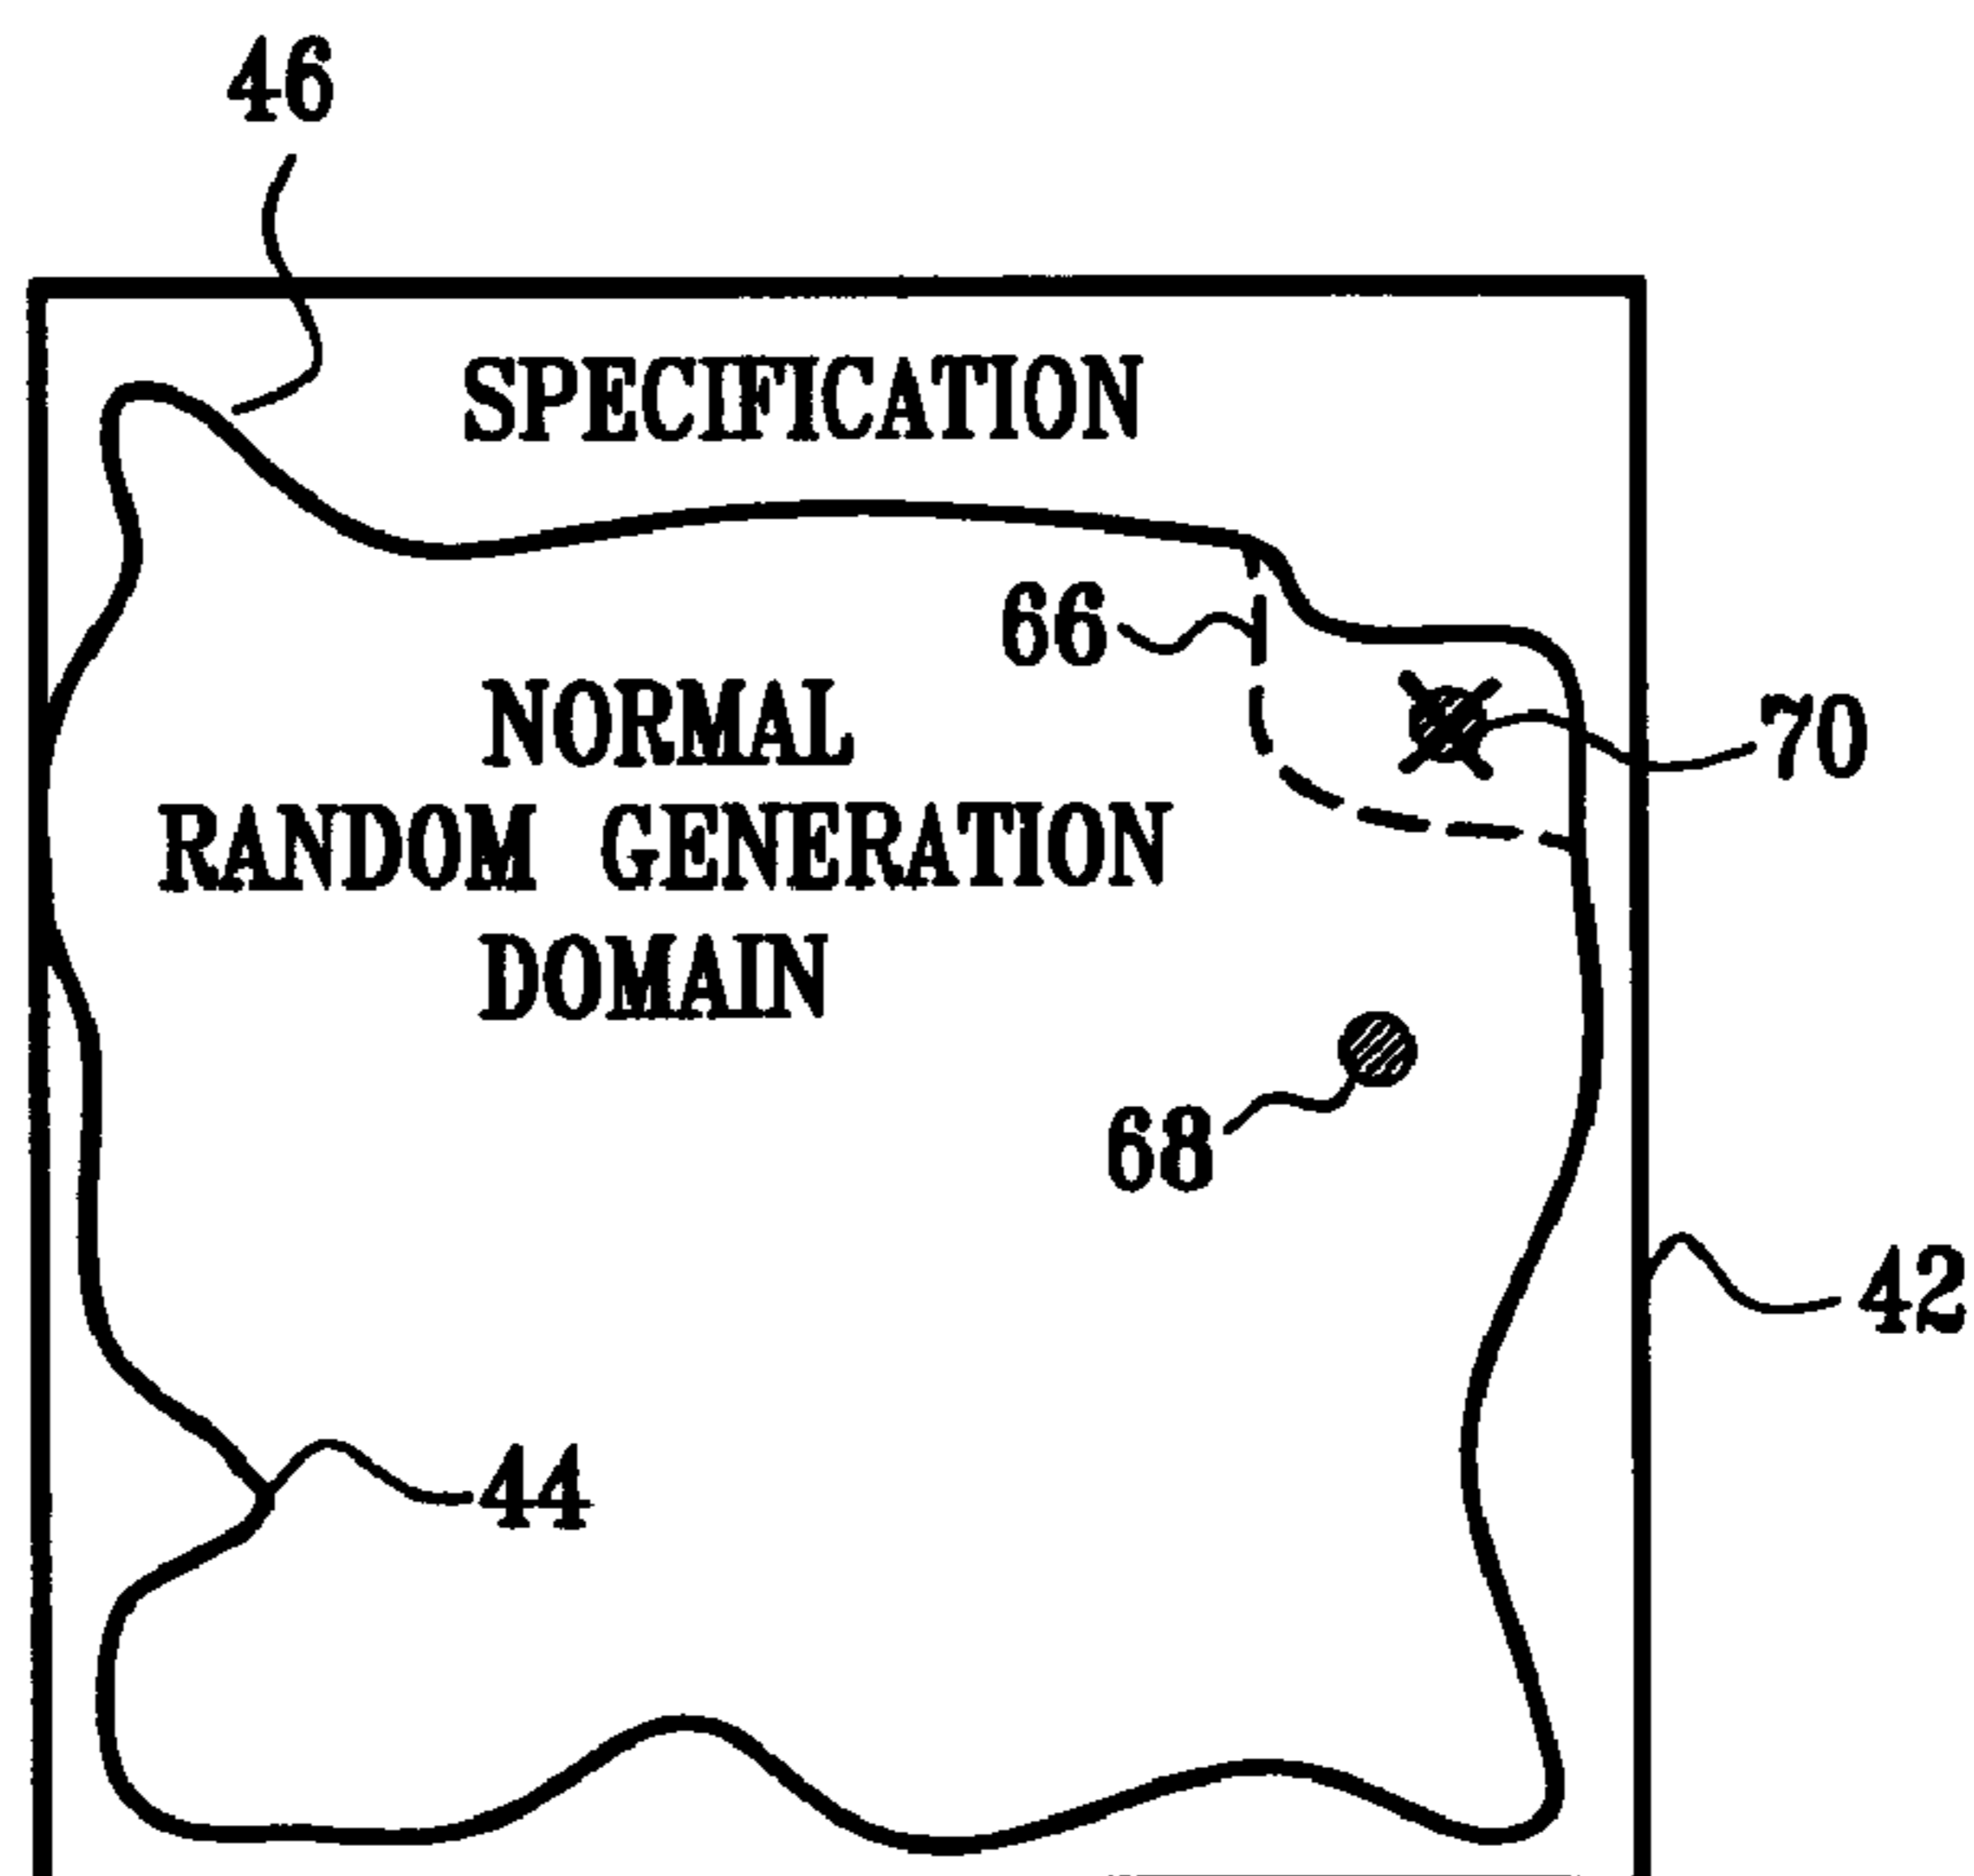 46
SPECIFICATION
66
NORMAL
70
RANDOM GENERATION
DOMAIN
68
42
44